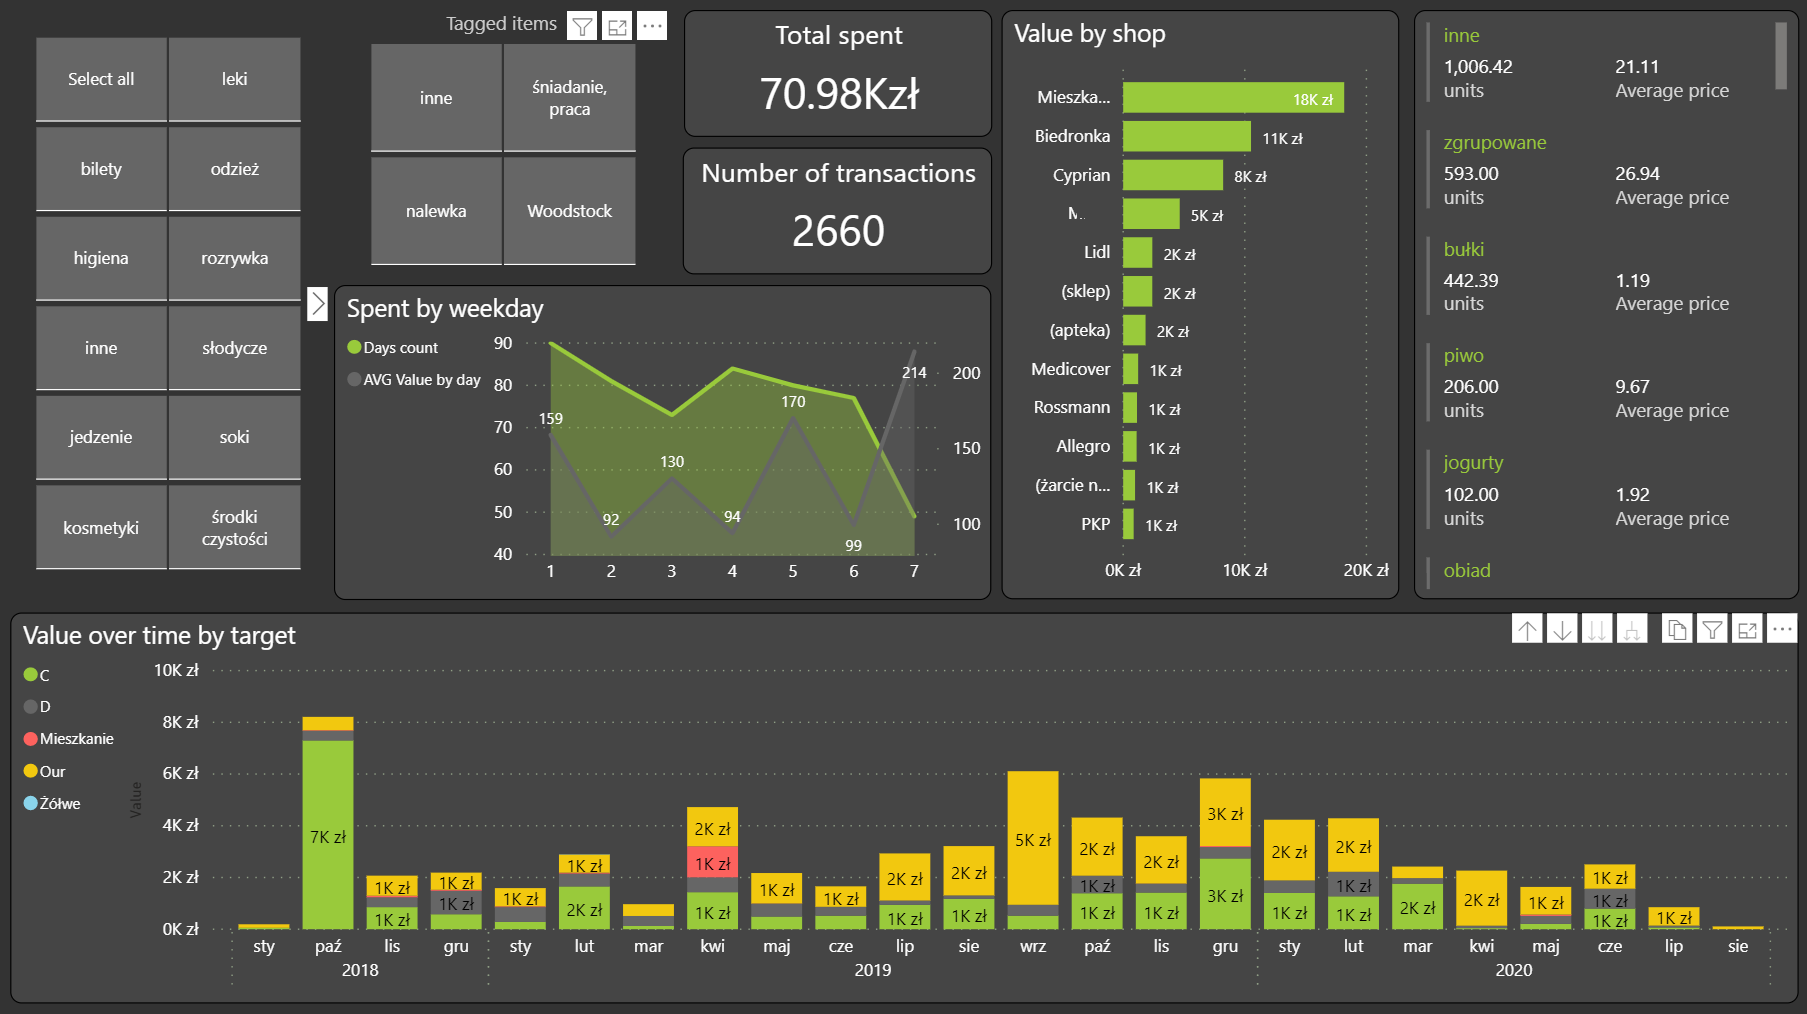 Tagged items
Select all
leki
bilety
odzież
higiena
rozrywka
inne
słodycze
jedzenie
soki
kosmetyki
środki
czystości
inne
śniadanie,
praca
nalewka
Woodstock
Total spent
70.98Kzł
Number of transactions
2660
Spent by weekday
Days count
AVG Value by day
90
80
70
60
50
40
200
150
100
159
92
130
94
170
99
214
1
2
3
4
5
6
7
Value by shop
Mieszka...
18K zł
Biedronka
11K zł
Cyprian
8K zł
5K zł
Lidl
2K zł
(sklep)
2K zł
(apteka)
2K zł
Medicover
1K zł
Rossmann
1K zł
Allegro
1K zł
(żarcie n...
1K zł
PKP
1K zł
0K zł
10K zł
20K zł
inne
1,006.42
21.11
units
Average price
zgrupowane
593.00
26.94
units
Average price
bułki
442.39
1.19
units
Average price
piwo
206.00
9.67
units
Average price
jogurty
102.00
1.92
units
Average price
obiad
Value over time by target
C
D
Mieszkanie
Our
Żółwe
Value
10K zł
8K zł
6K zł
4K zł
2K zł
0K zł
7K zł
1K zł
1K zł
1K zł
1K zł
1K zł
1K zł
2K zł
2K zł
1K zł
1K zł
1K zł
1K zł
2K zł
1K zł
2K zł
1K zł
5K zł
2K zł
1K zł
1K zł
2K zł
1K zł
3K zł
3K zł
2K zł
1K zł
2K zł
1K zł
1K zł
2K zł
2K zł
1K zł
1K zł
1K zł
1K zł
1K zł
sty
paź
lis
gru
sty
lut
mar
kwi
maj
cze
lip
sie
wrz
paź
lis
gru
sty
lut
mar
kwi
maj
cze
lip
sie
2018
2019
2020